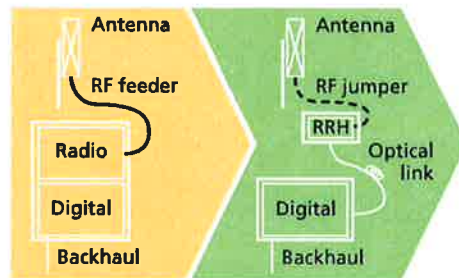 Antenna
RF feeder
Radio
Digital
Backhaul
Antenna
RF jumper
RRH
Optical
link
Digital
Backhaul